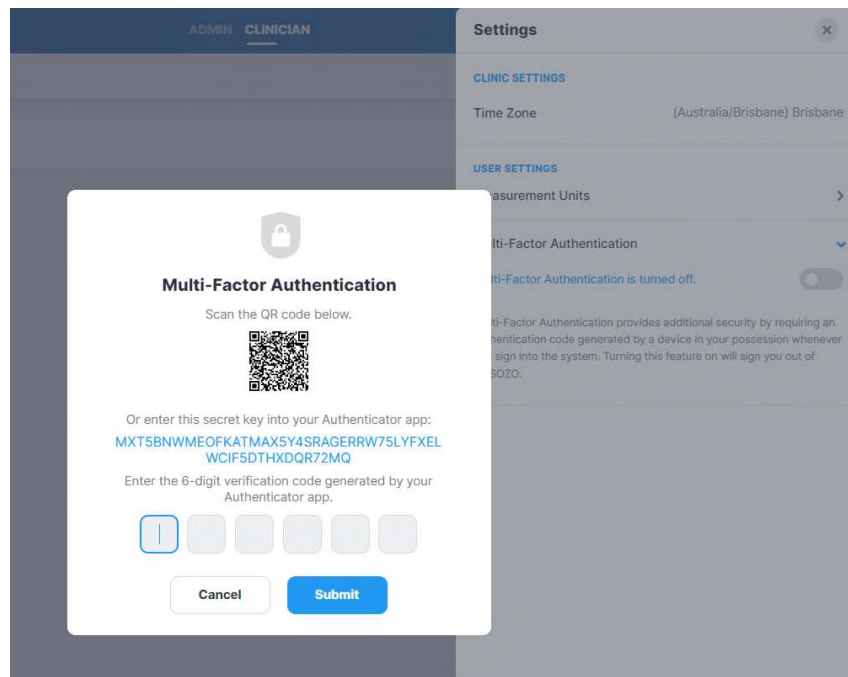 ADMIN CLINICIAN
Settings
CLINIC SETTINGS
Time Zone (Australia/Brisbane) Brisbane
USER SETTINGS
asurement Units
lti-Factor Authentication
lti-Factor Authentication is turned off.
ti-Factor Authentication provides additional security by requiring an
hentication code generated by a device in your possession whenever
sign into the system. Turning this feature on will sign you out of
SOZO.
Multi-Factor Authentication
Scan the QR code below.
Or enter this secret key into your Authenticator app:
MXT5BNWMEOFKATMAX5Y4SRAGERRW75LYFXEL
WCIF5DTHXDQR72MQ
Enter the 6-digit verification code generated by your
Authenticator app.
Cancel Submit